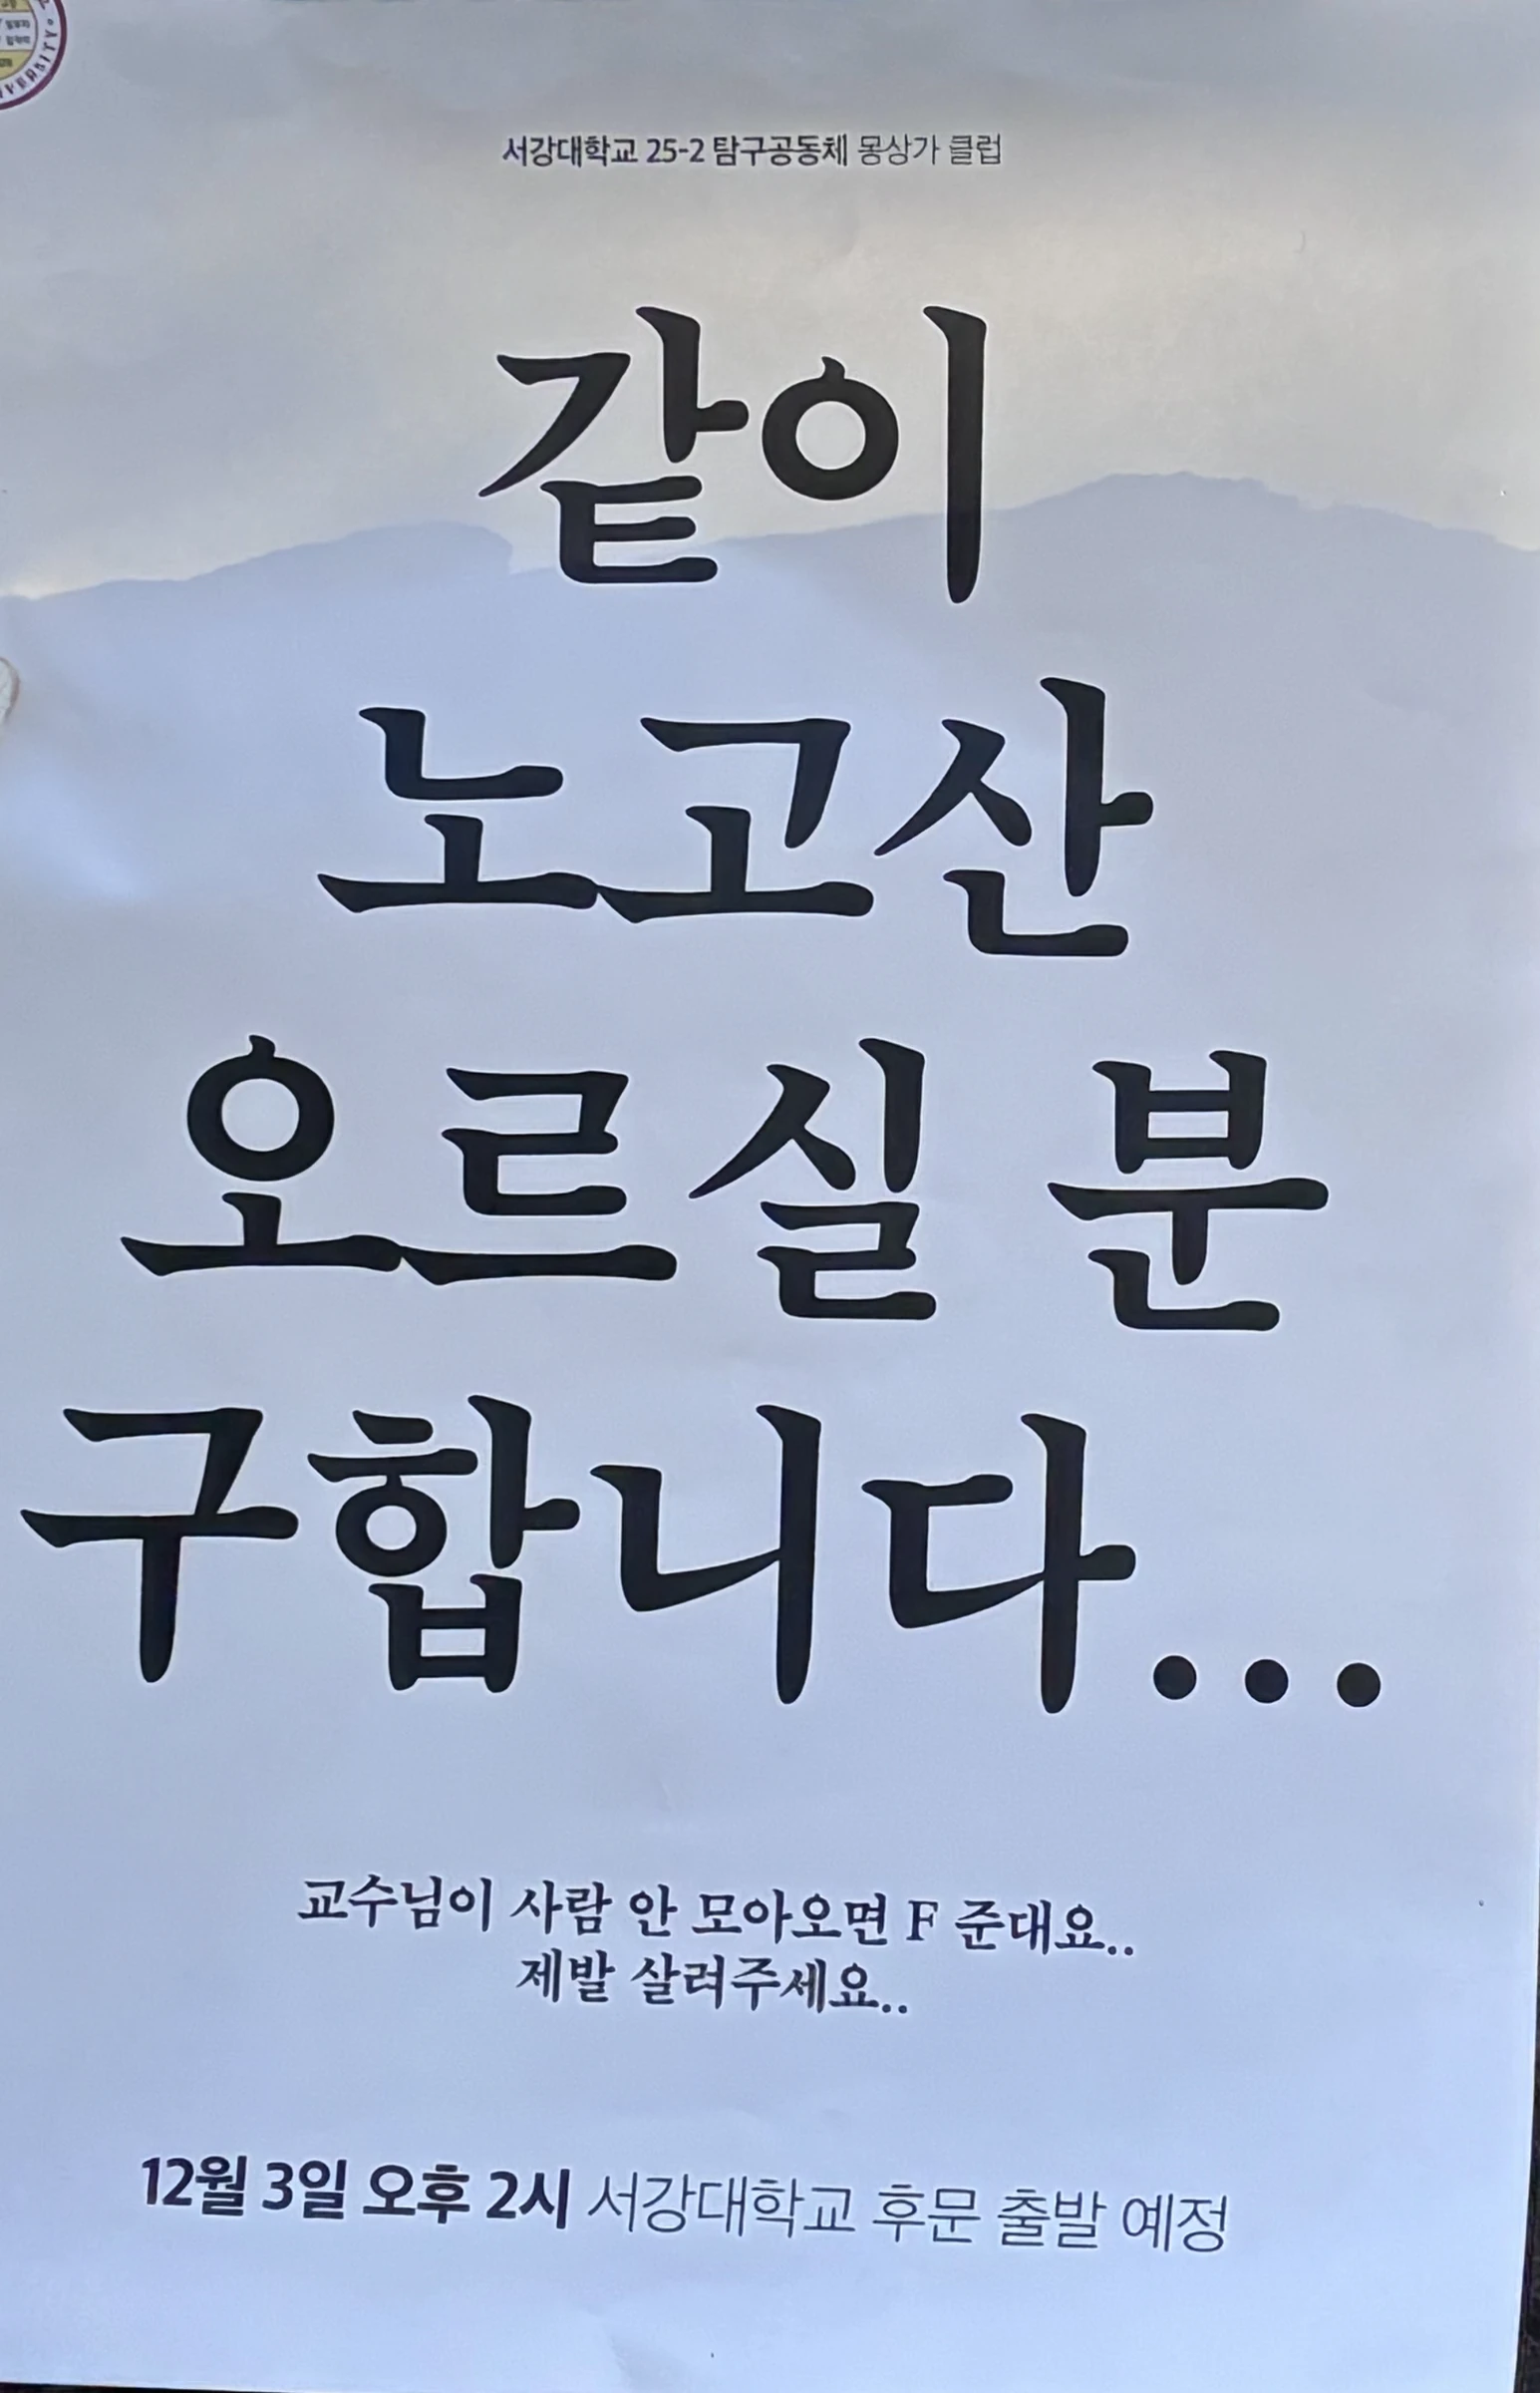 VERSITY
서강대학교 25-2 탐구공동체 몽상가 클럽
같이
노고산
오르실 분
구합니다...
교수님이 사람 안 모아오면 F 준대요..
제발 살려주세요..
12월 3일 오후 2시 서강대학교 후문 출발 예정